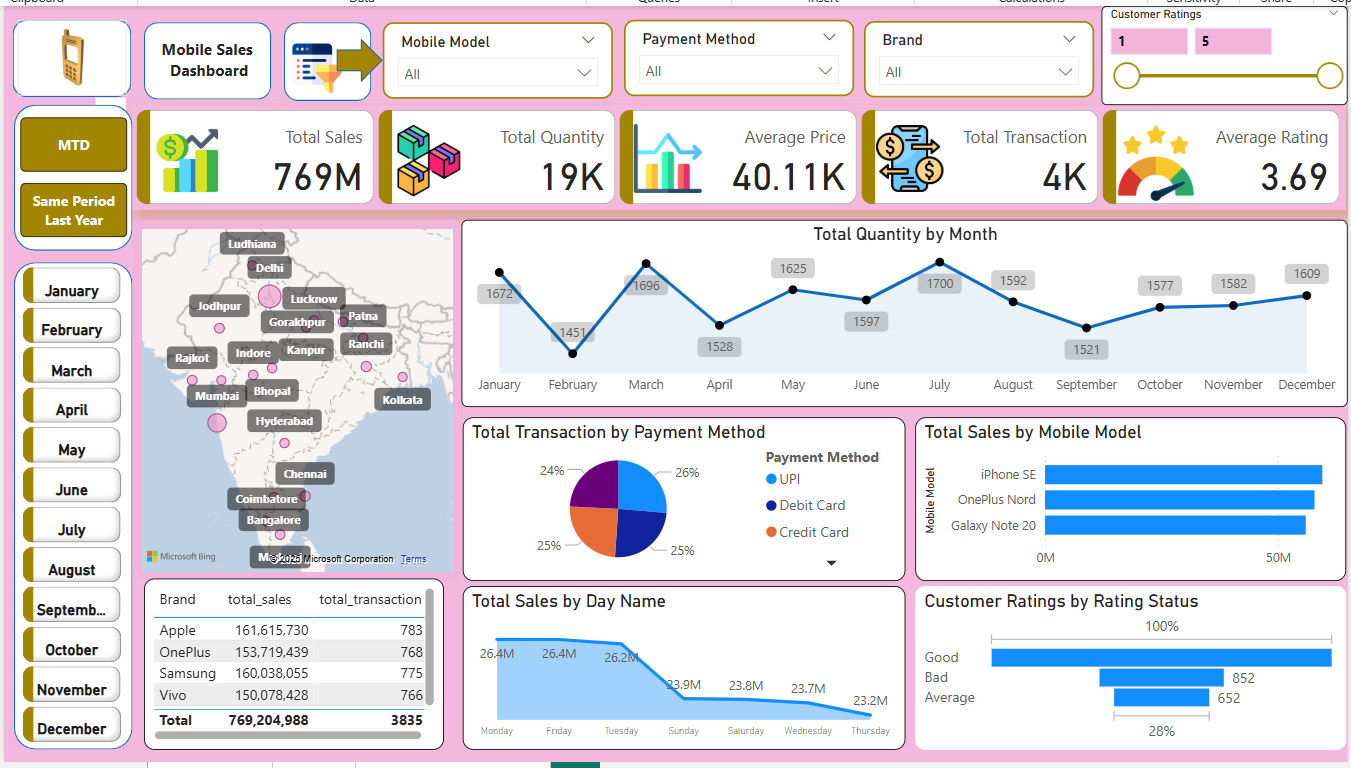 Mobile Sales
Dashboard
Mobile Model
All
Payment Method
All
Brand
All
Customer Ratings
1 5
MTD
Same Period
Last Year
Total Sales
769M
Total Quantity
19K
Average Price
40.11K
Total Transaction
4K
Average Rating
3.69
January
February
March
April
May
June
July
August
Septemb...
October
November
December
Ludhiana
Delhi
Jodhpur
Lucknow
Gorakhpur
Patna
Rajkot
Indore
Kanpur
Ranchi
Mumbai
Bhopal
Kolkata
Hyderabad
Chennai
Coimbatore
Bangalore
Microsoft Bing
Microsoft Corporation Terms
Total Quantity by Month
1672
1451
1696
1528
1625
1597
1700
1592
1521
1577
1582
1609
January February March April May June July August September October November December
Total Transaction by Payment Method
24%
26%
25%
25%
Payment Method
UPI
Debit Card
Credit Card
Total Sales by Mobile Model
Mobile Model
iPhone SE
OnePlus Nord
Galaxy Note 20
0M 50M
Brand total_sales total_transaction
Apple 161,615,730 783
OnePlus 153,719,439 768
Samsung 160,038,055 775
Vivo 150,078,428 766
Total 769,204,988 3835
Total Sales by Day Name
26.4M
26.4M
26.2M
23.9M
23.8M
23.7M
23.2M
Monday Friday Tuesday Sunday Saturday Wednesday Thursday
Customer Ratings by Rating Status
100%
Good
Bad 852
Average 652
28%